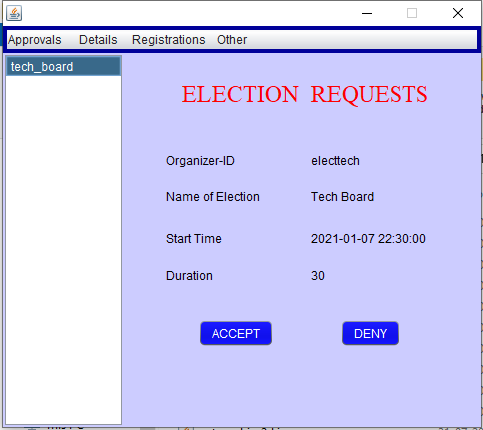 Approvals Details Registrations Other
tech_board
ELECTION REQUESTS
Organizer-ID electtech
Name of Election Tech Board
Start Time 2021-01-07 22:30:00
Duration 30
ACCEPT DENY